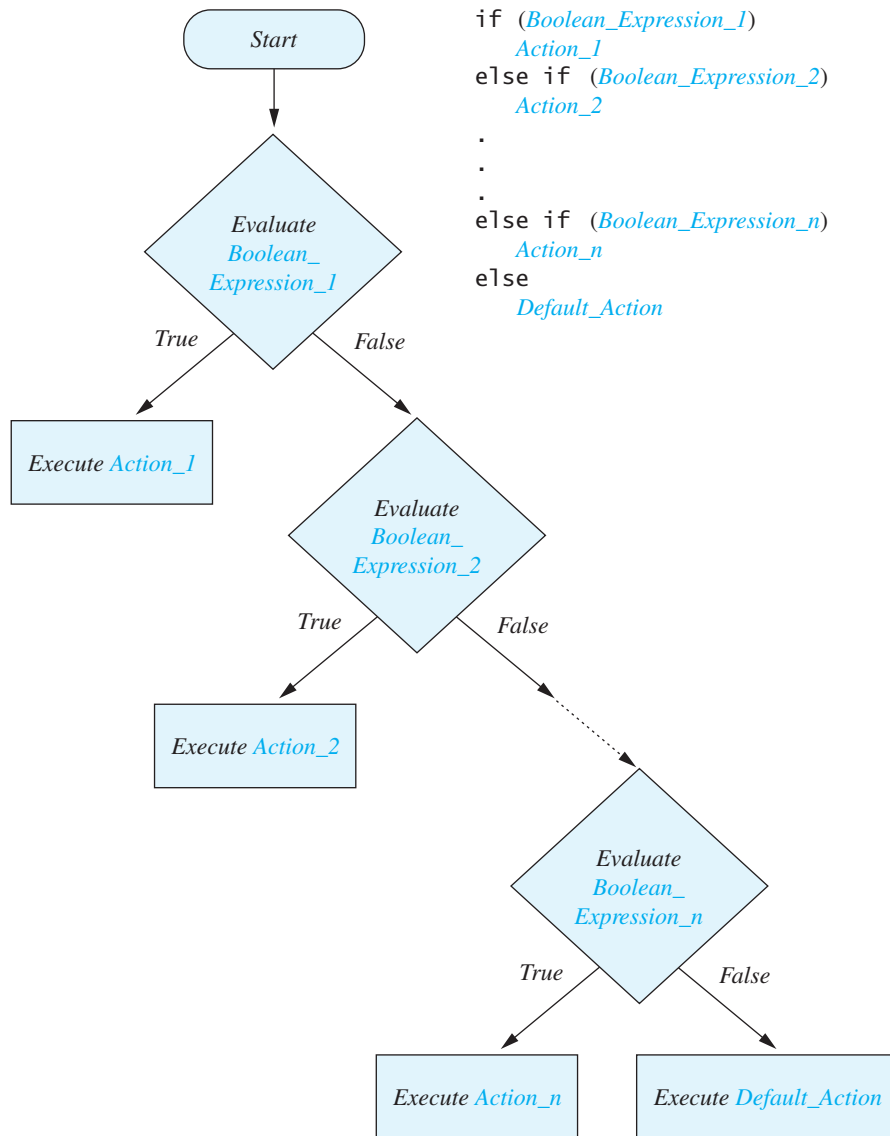 Start
if (Boolean_Expression_1)
Action_1
else if (Boolean_Expression_2)
Action_2
.
.
.
else if (Boolean_Expression_n)
Action_n
else
Default_Action
Evaluate
Boolean_
Expression_1
True
False
Execute Action_1
Evaluate
Boolean_
Expression_2
True
False
Execute Action_2
Evaluate
Boolean_
Expression_n
True
False
Execute Action_n
Execute Default_Action